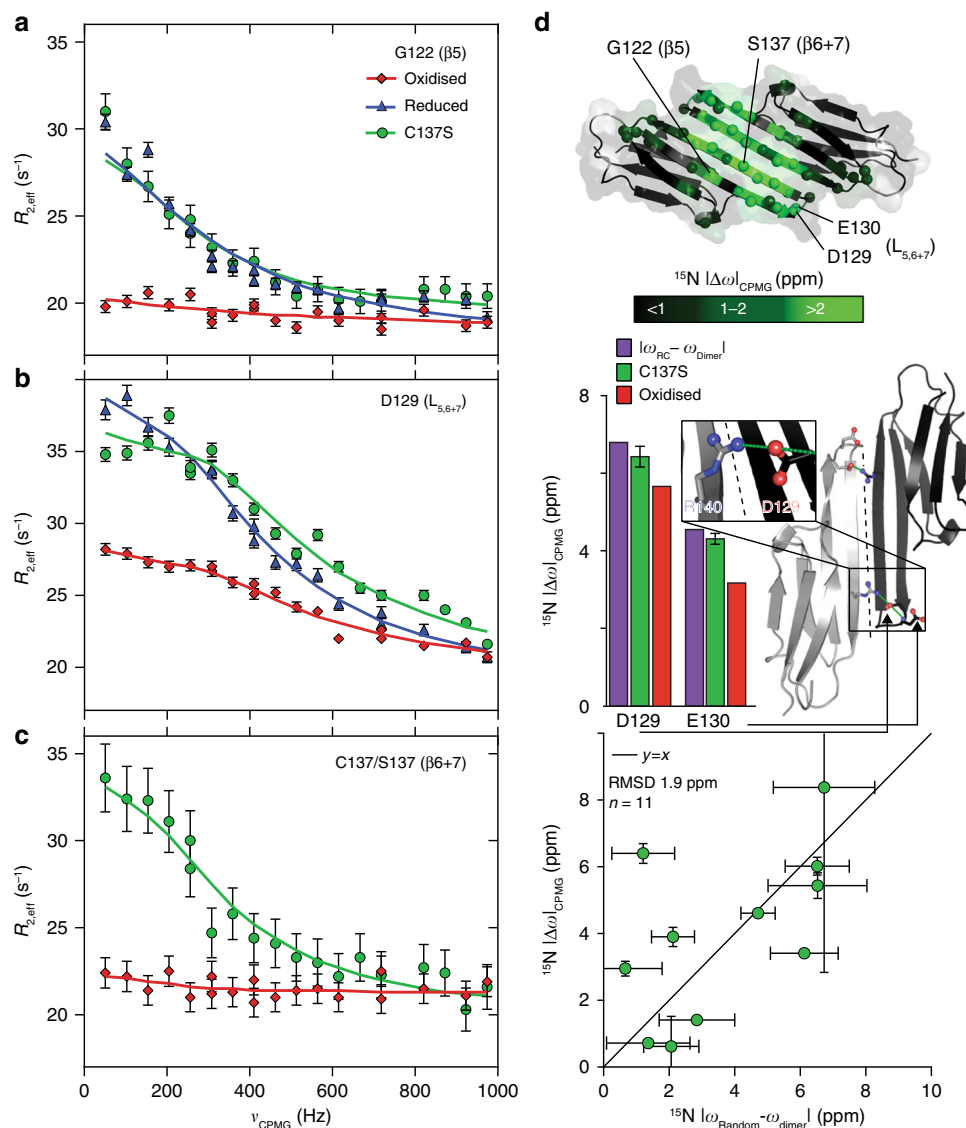 a
35
30
25
20
R2,eff (s−1)
G122 (β5)
Oxidised
Reduced
C137S
b
35
30
25
20
R2,eff (s−1)
D129 (L5,6+7)
c
35
30
25
20
R2,eff (s−1)
C137/S137 (β6+7)
0 200 400 600 800 1000
νCPMG (Hz)
d
G122 (β5)
S137 (β6+7)
E130
D129
(L5,6+7)
15N |Δω|CPMG (ppm)
<1 1–2 >2
|ωRC – ωDimer|
C137S
Oxidised
8
4
0
15N |Δω|CPMG (ppm)
R140 D129
D129 E130
y=x
RMSD 1.9 ppm
n = 11
8
6
4
2
0
15N |Δω|CPMG (ppm)
0 2 4 6 8 10
15N |ωRandom-ωdimer| (ppm)